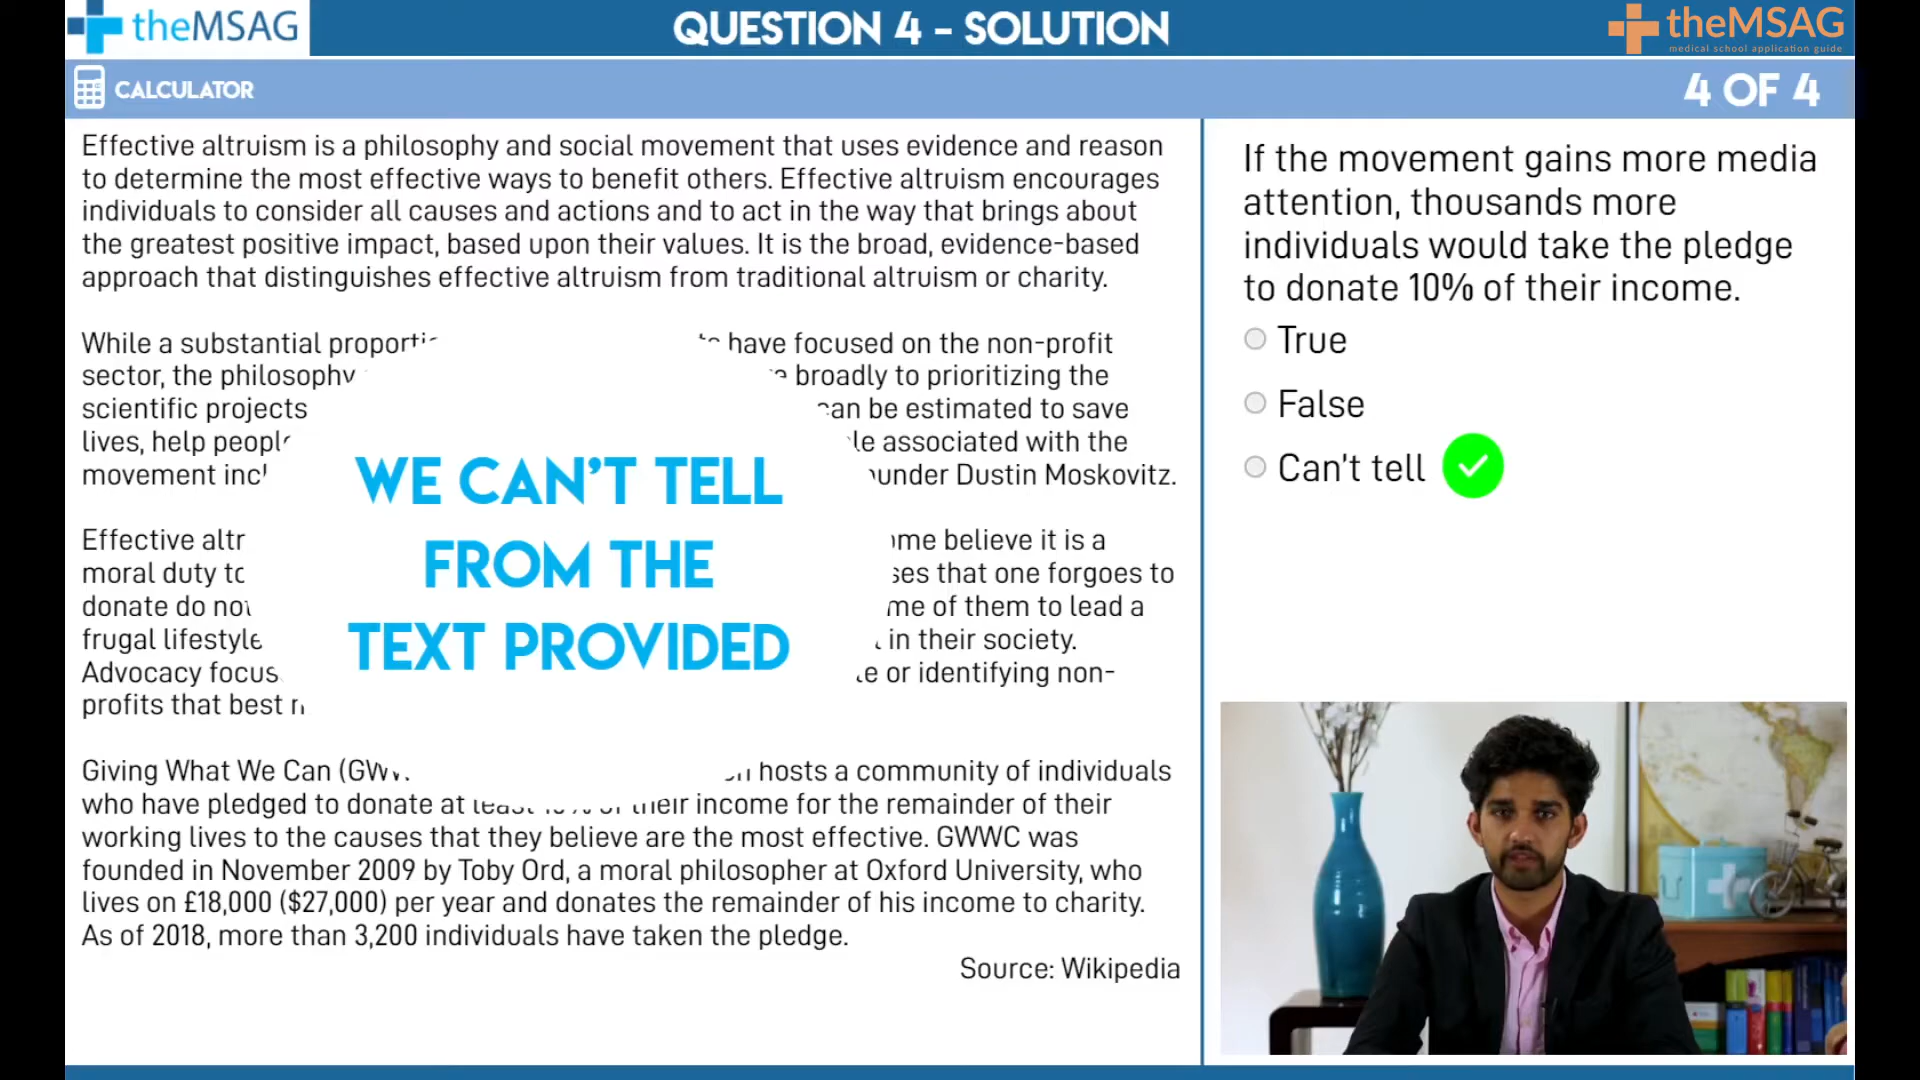 theMSAG
QUESTION 4 - SOLUTION
theMSAG
medical school application guide
CALCULATOR
4 OF 4
Effective altruism is a philosophy and social movement that uses evidence and reason
to determine the most effective ways to benefit others. Effective altruism encourages
individuals to consider all causes and actions and to act in the way that brings about
the greatest positive impact, based upon their values. It is the broad, evidence-based
approach that distinguishes effective altruism from traditional altruism or charity.
While a substantial have focused on the non-profit
sector, the philosophy broadly to prioritizing the
scientific projects can be estimated to save
lives, help associated with the
movement Dustin Moskovitz.
Effective believe it is a
moral duty that one forgoes to
donate do of them to lead a
frugal lifestyle in their society.
Advocacy or identifying non-
profits that best
WE CAN'T TELL
FROM THE
TEXT PROVIDED
Giving What We Can hosts a community of individuals
who have pledged to donate at their income for the remainder of their
working lives to the causes that they believe are the most effective. GWWC was
founded in November 2009 by Toby Ord, a moral philosopher at Oxford University, who
lives on £18,000 ($27,000) per year and donates the remainder of his income to charity.
As of 2018, more than 3,200 individuals have taken the pledge.
Source: Wikipedia
If the movement gains more media
attention, thousands more
individuals would take the pledge
to donate 10% of their income.
True
False
Can't tell